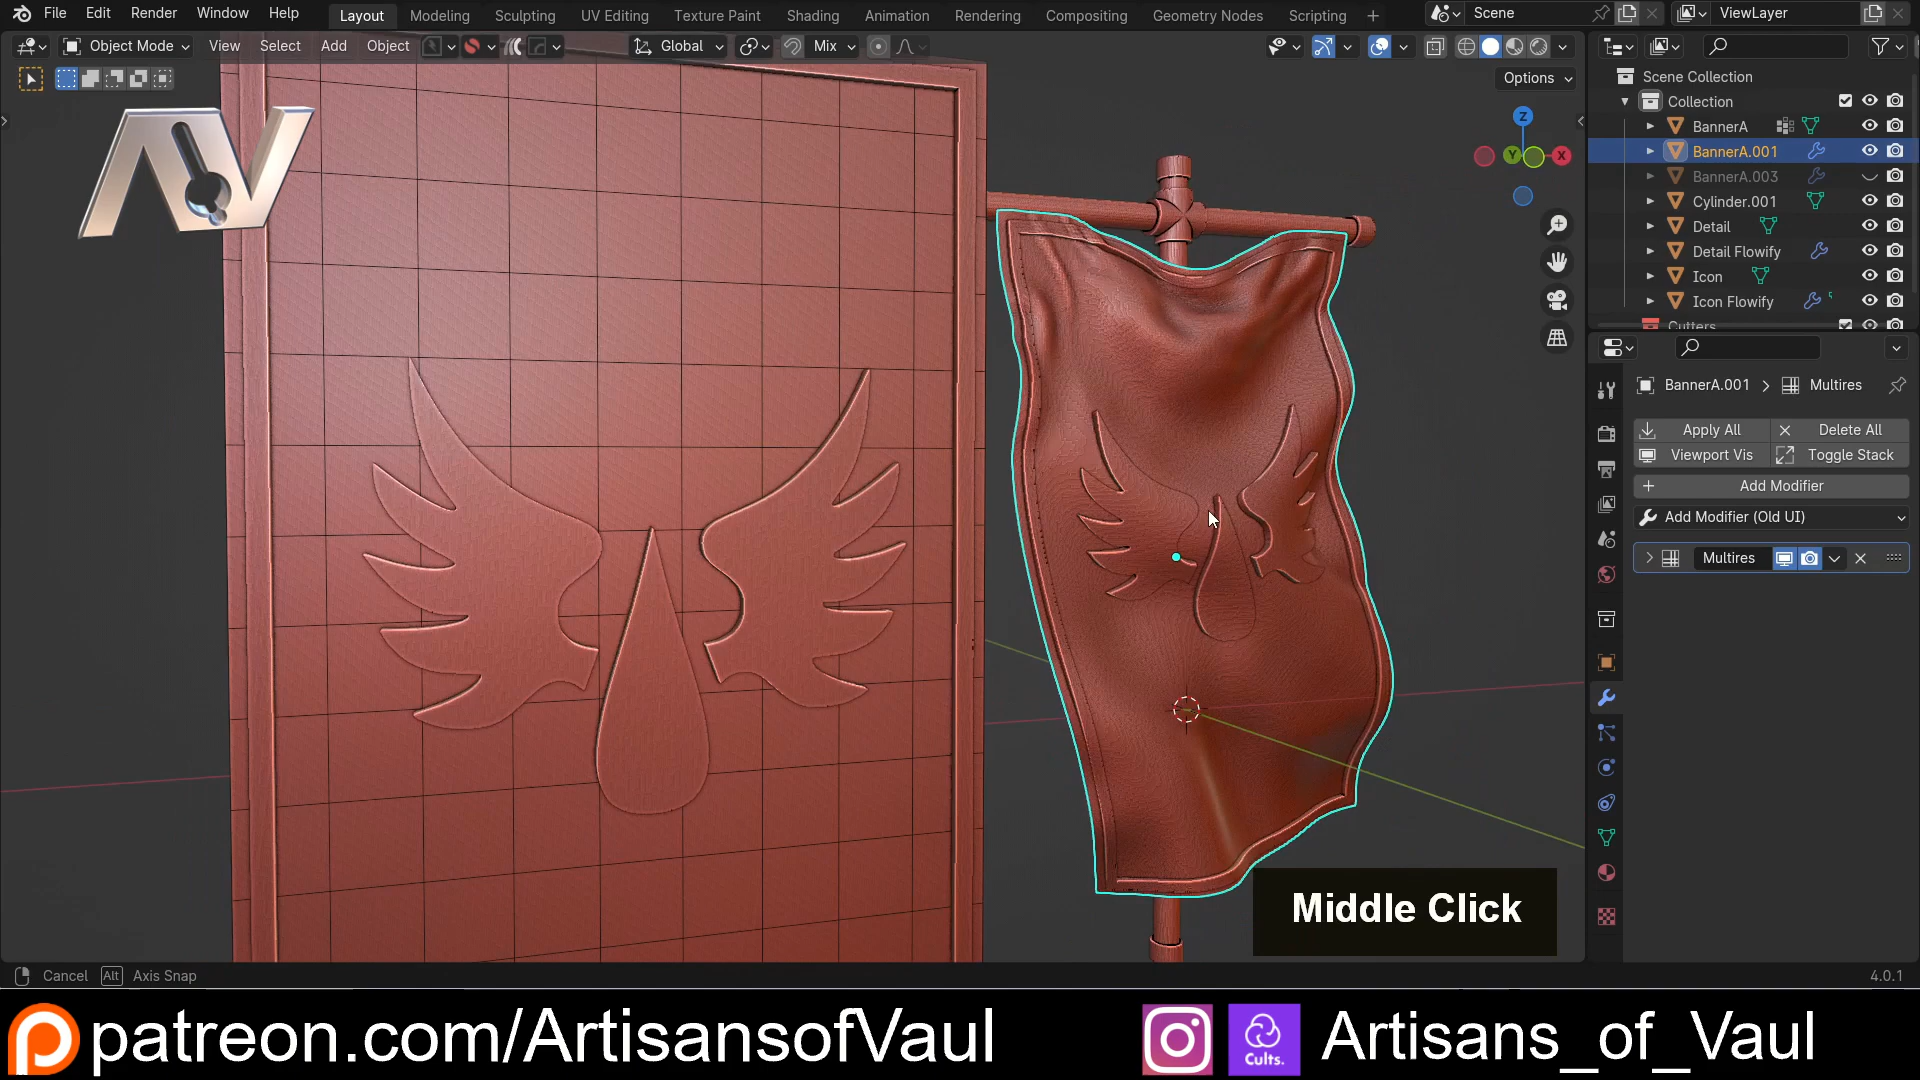 File Edit Render Window Help Layout Modeling Sculpting UV Editing Texture Paint Shading Animation Rendering Compositing Geometry Nodes Scripting + Scene ViewLayer
Object Mode View Select Add Object Global Mix
Options
AV
Z
Y
X
Scene Collection
Collection
BannerA
BannerA.001
BannerA.003
Cylinder.001
Detail
Detail Flowify
Icon
Icon Flowify
Cutters
BannerA.001 > Multires
Apply All Delete All
Viewport Vis Toggle Stack
Add Modifier
Add Modifier (Old UI)
Multires
Middle Click
Cancel Alt Axis Snap 4.0.1
patreon.com/ArtisansofVaul Cults. Artisans_of_Vaul